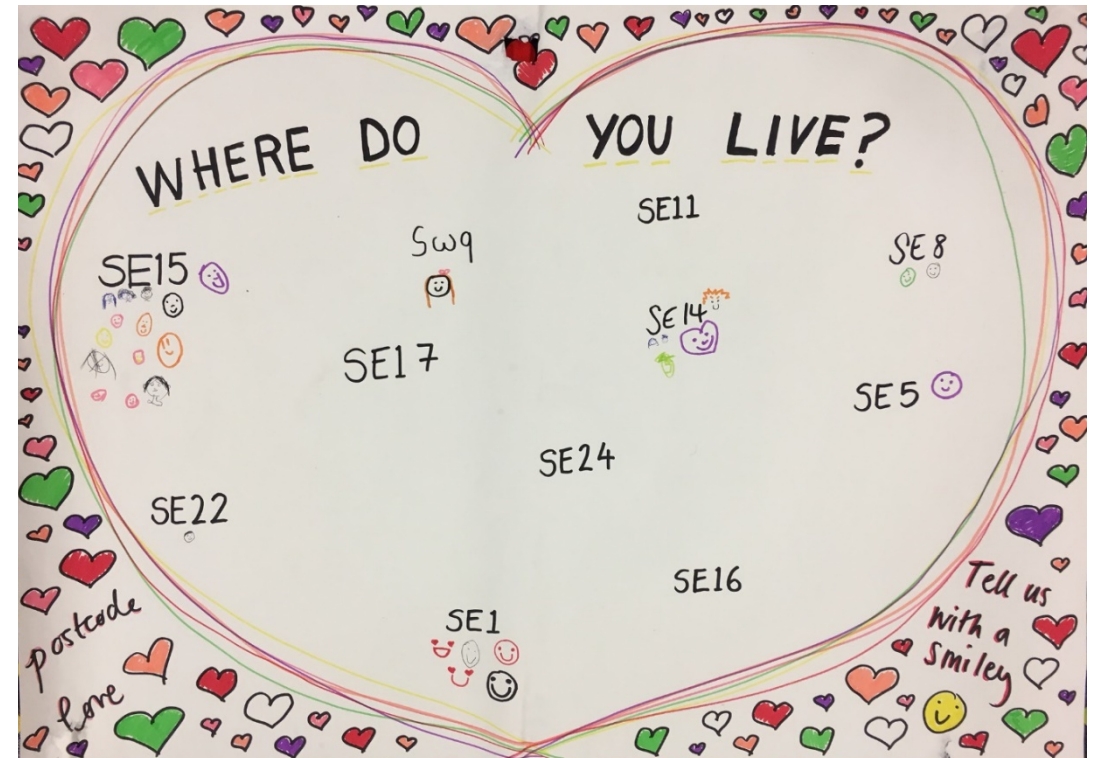 WHERE DO YOU LIVE?
SE11
SW9
SE8
SE15
SE14
SE17
SE5
SE24
SE22
SE16
SE1
Tell us
with a
smiley
postcode
love